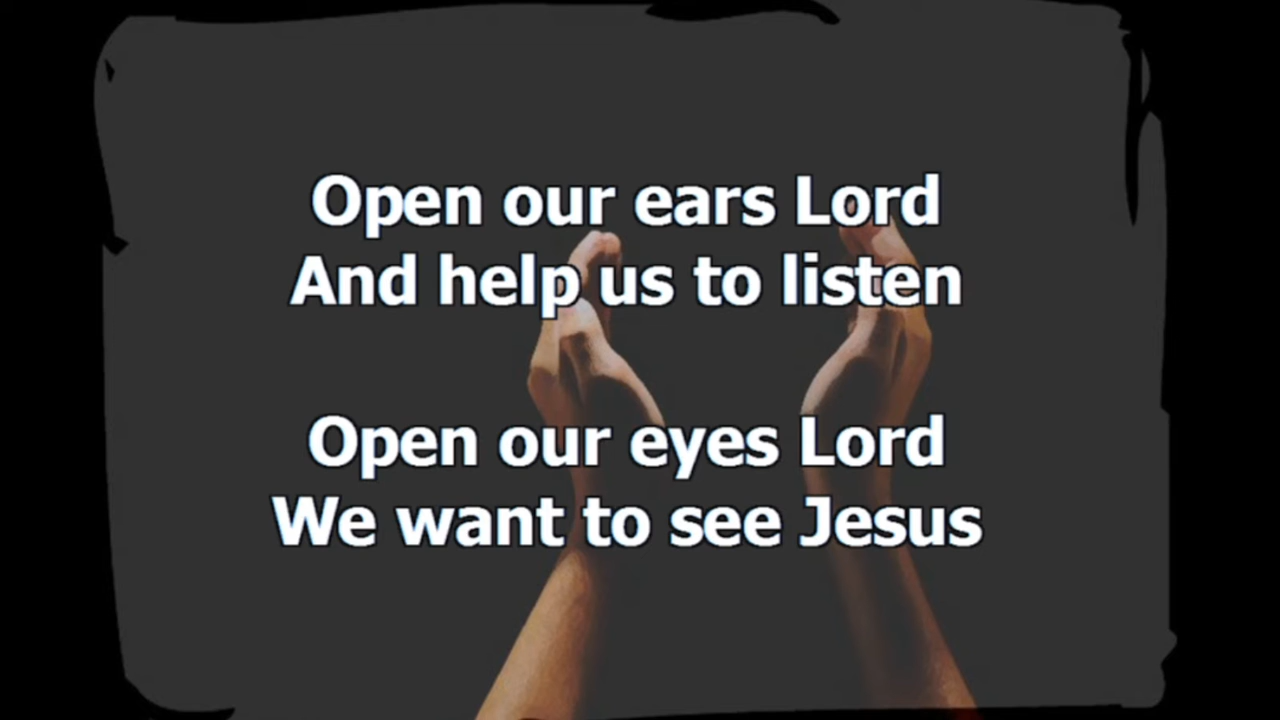 Open our ears Lord
And help us to listen
Open our eyes Lord
We want to see Jesus